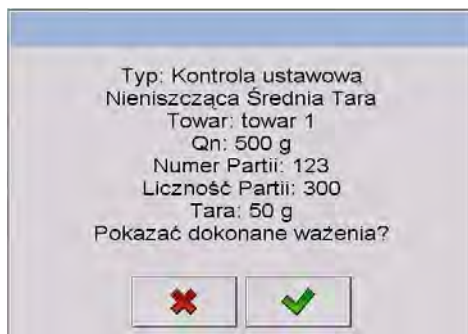 Typ: Kontrola ustawowa
Nieniszcząca Średnia Tara
Towar: towar 1
Qn: 500 g
Numer Partii: 123
Liczność Partii: 300
Tara: 50 g
Pokazać dokonane ważenia?